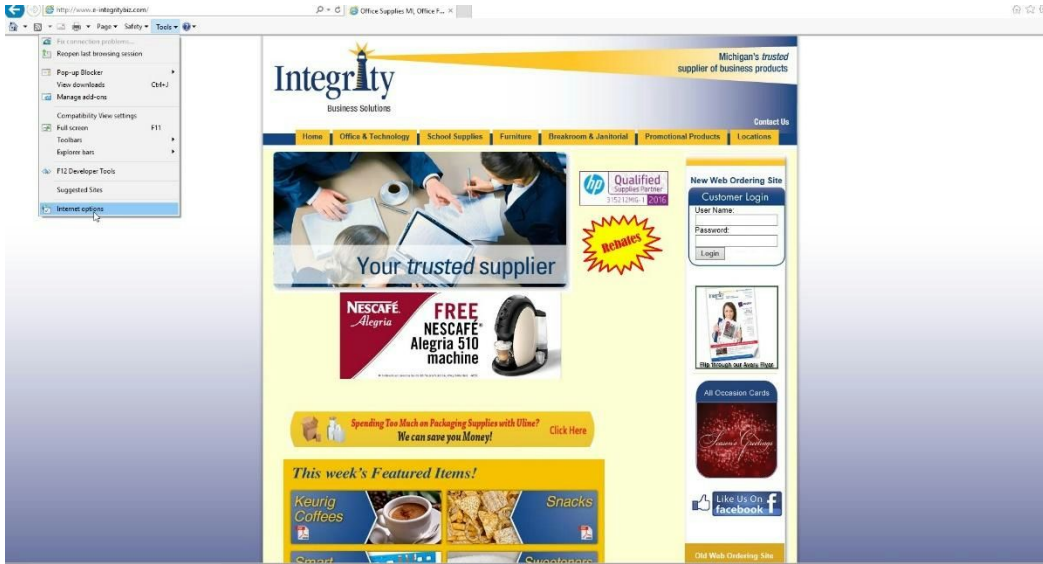 http://www.e-integritybiz.com/
Office Supplies MI, Office F...
Page
Safety
Tools
Fix connection problems...
Reopen last browsing session
Pop-up Blocker
View downloads Ctrl+J
Manage add-ons
Compatibility View settings
Full screen F11
Toolbars
Explorer bars
F12 Developer Tools
Suggested Sites
Internet options
Integrity
Business Solutions
Michigan's trusted
supplier of business products
Contact Us
Home Office & Technology School Supplies Furniture Breakroom & Janitorial Promotional Products Locations
hp Qualified
Supplies Partner
2016
Rebates
Your trusted supplier
New Web Ordering Site
Customer Login
User Name:
Password:
Login
NESCAFÉ
Alegria
FREE
NESCAFÉ
Alegria 510
machine
Flip through our Flyer
All Occasion Cards
Season's Greetings
Spending Too Much on Packaging Supplies with Uline?
We can save you Money!
Click Here
This week's Featured Items!
Keurig
Coffees
Snacks
Like Us On
facebook
Smart
Sweeteners
Old Web Ordering Site